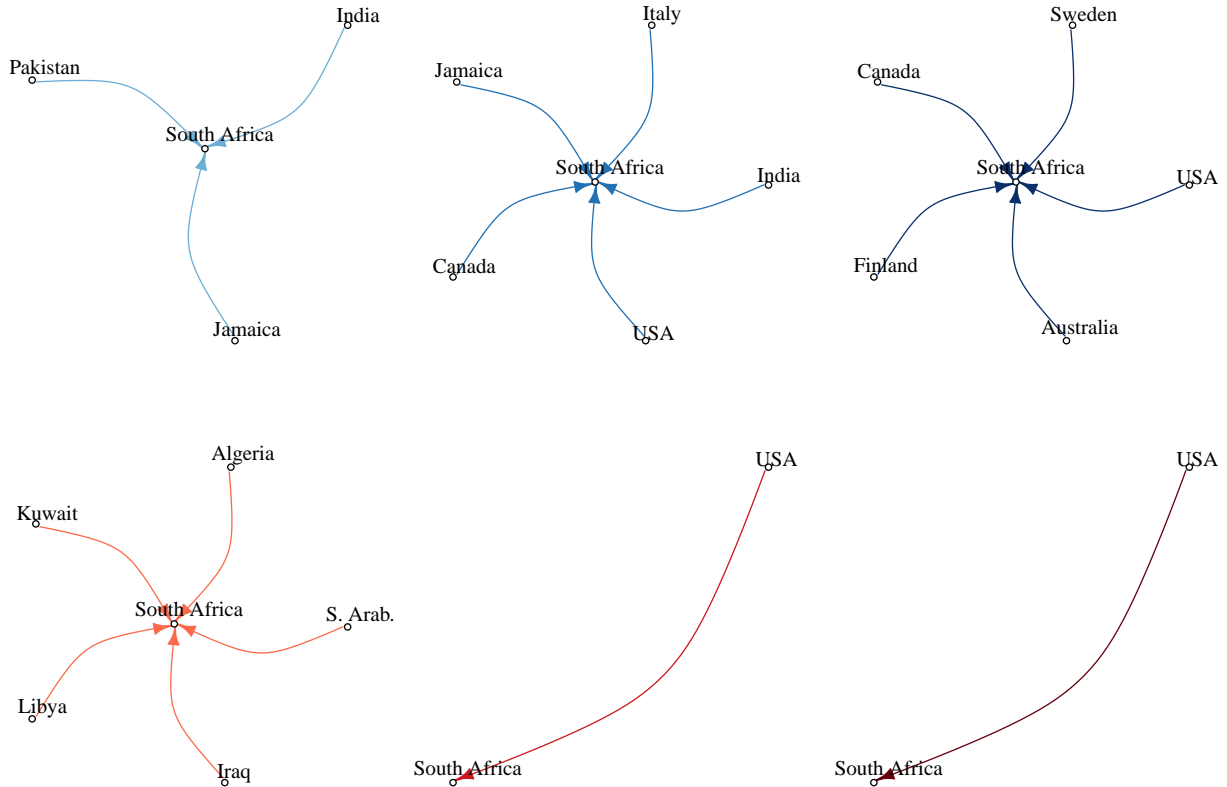 India
Pakistan
South Africa
Jamaica
Italy
Jamaica
South Africa
India
Canada
USA
Sweden
Canada
South Africa
USA
Finland
Australia
Algeria
Kuwait
South Africa
S. Arab.
Libya
Iraq
USA
South Africa
USA
South Africa